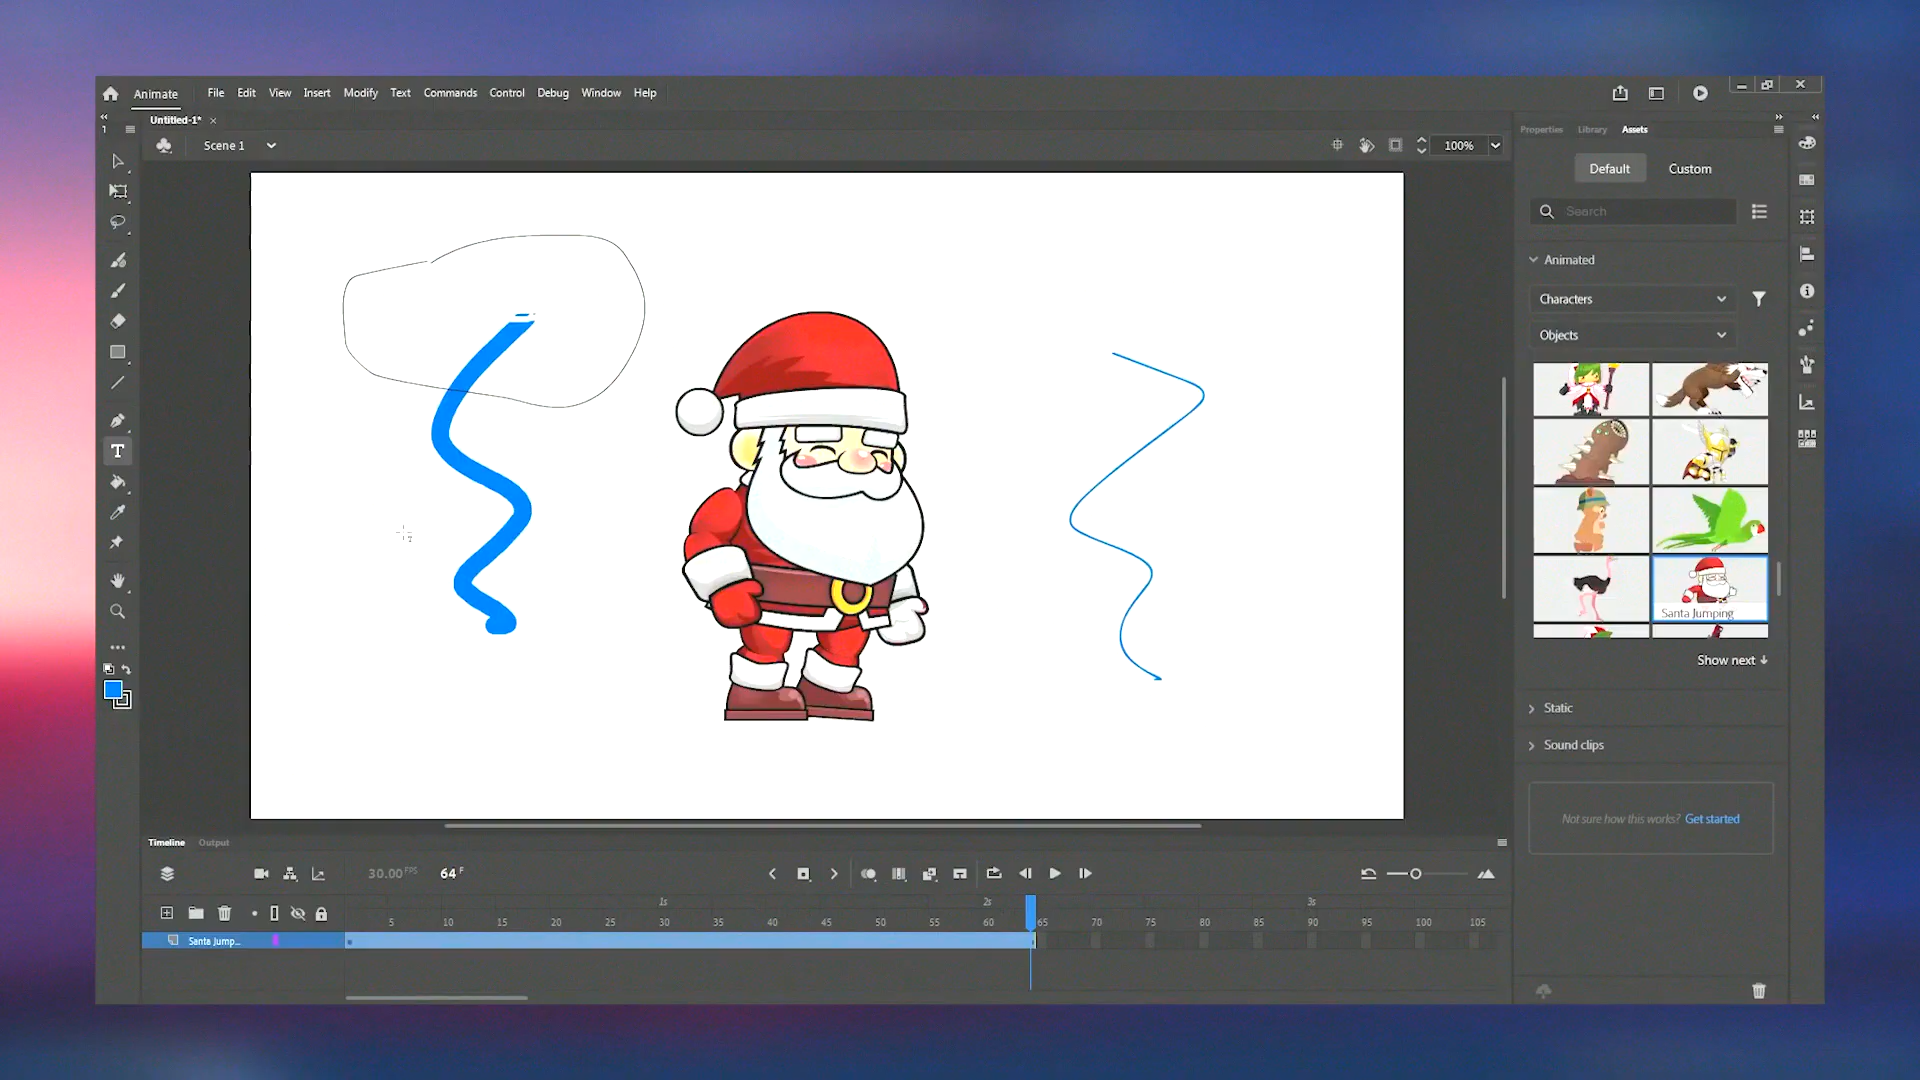 Animate File Edit View Insert Modify Text Commands Control Debug Window Help
1 Untitled-1*
Scene 1 100%
T
Properties Library Assets
Default Custom
Search
Animated
Characters
Objects
Santa Jumping
Show next
Static
Sound clips
Not sure how this works? Get started
Timeline Output
30.00 FPS 64 F
1s 2s 3s
5 10 15 20 25 30 35 40 45 50 55 60 65 70 75 80 85 90 95 100 105
Santa Jump...